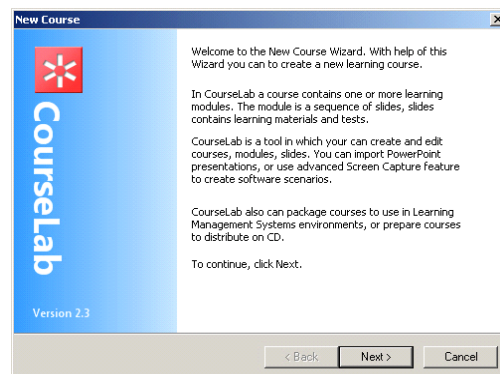 New Course
CourseLab
Version 2.3
Welcome to the New Course Wizard. With help of this
Wizard you can to create a new learning course.
In CourseLab a course contains one or more learning
modules. The module is a sequence of slides, slides
contains learning materials and tests.
CourseLab is a tool in which your can create and edit
courses, modules, slides. You can import PowerPoint
presentations, or use advanced Screen Capture feature
to create software scenarios.
CourseLab also can package courses to use in Learning
Management Systems environments, or prepare courses
to distribute on CD.
To continue, click Next.
< Back
Next >
Cancel